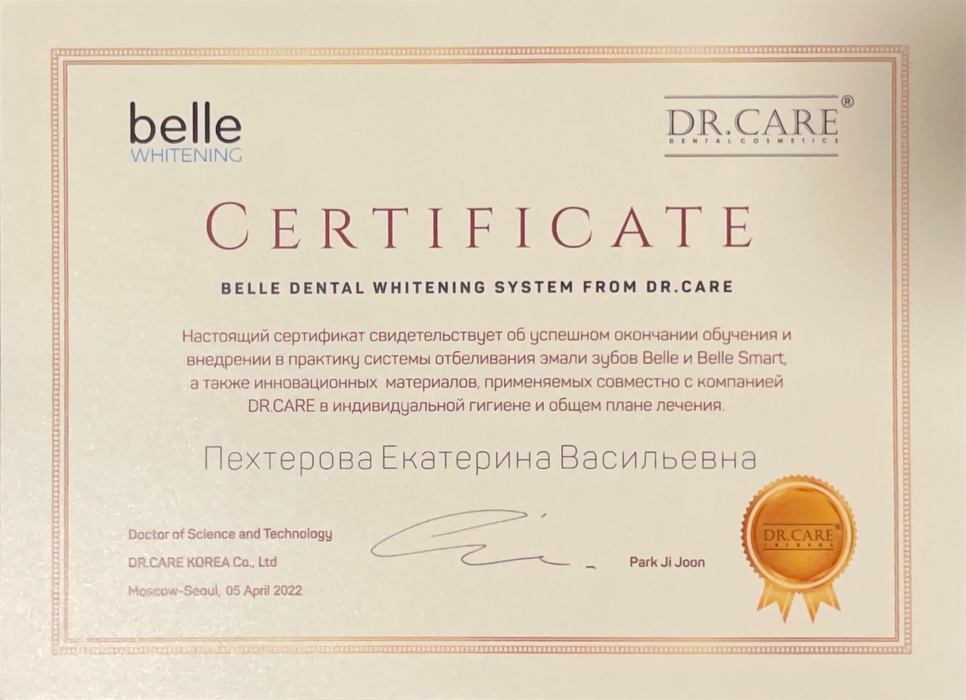 belle
WHITENING
DR.CARE®
DENTALCOSMETICS
CERTIFICATE
BELLE DENTAL WHITENING SYSTEM FROM DR.CARE
Настоящий сертификат свидетельствует об успешном окончании обучения и
внедрении в практику системы отбеливания эмали зубов Belle и Belle Smart,
а также инновационных материалов, применяемых совместно с компанией
DR.CARE в индивидуальной гигиене и общем плане лечения.
Пехтерова Екатерина Васильевна
Doctor of Science and Technology
DR.CARE KOREA Co., Ltd
Park Ji Joon
Moscow-Seoul, 05 April 2022
DR.CARE®